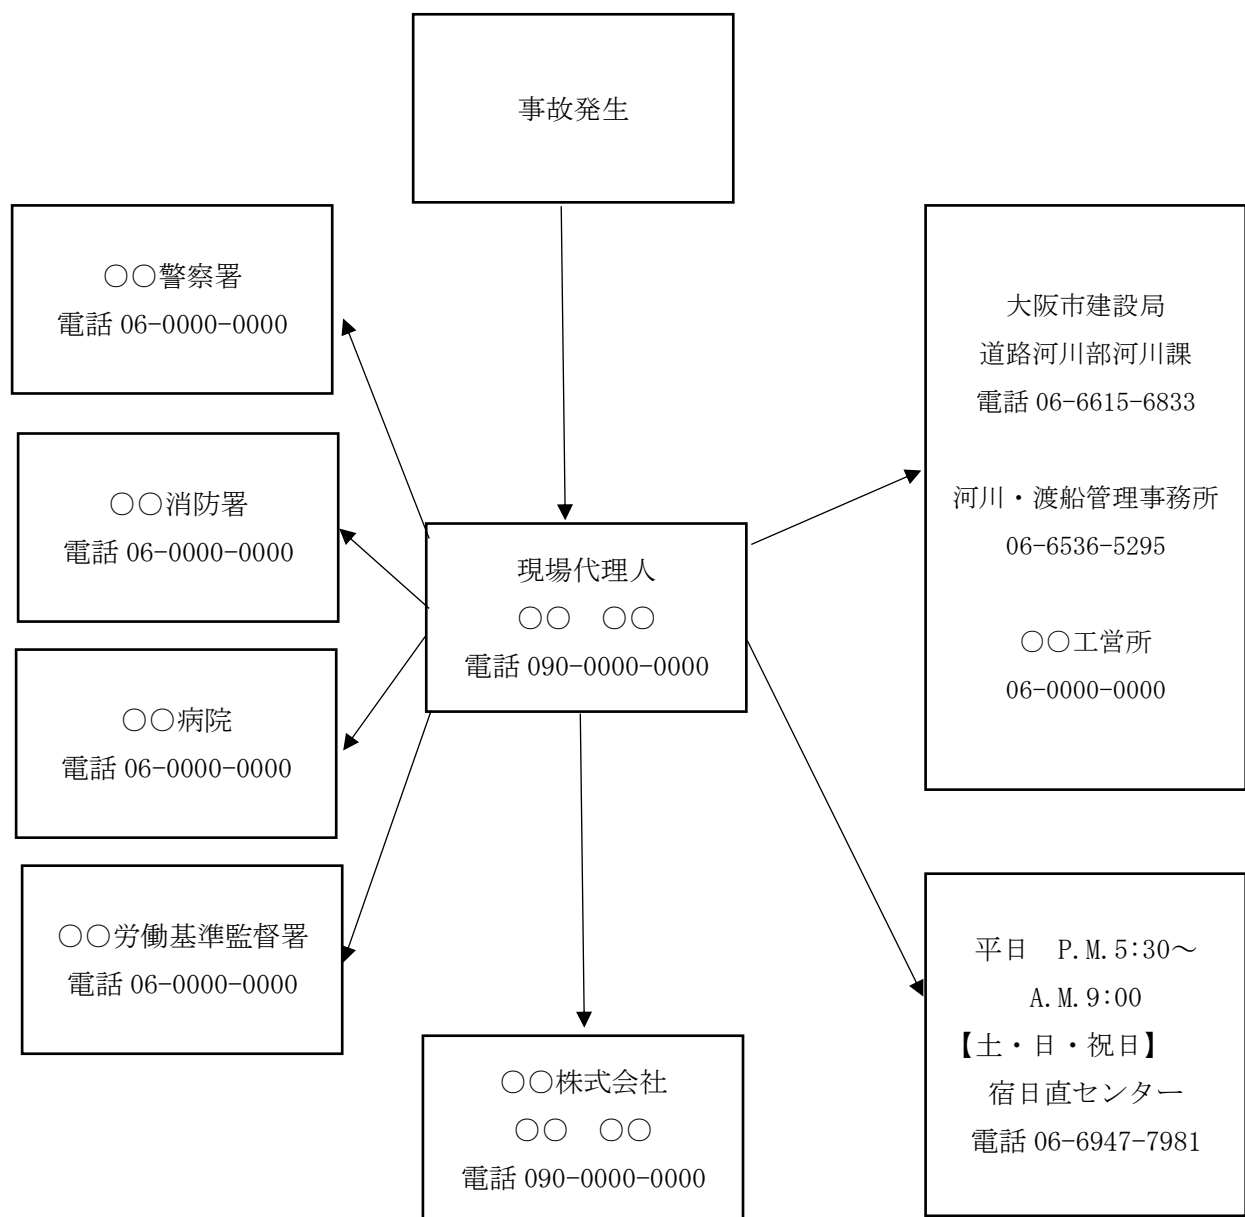 事故発生
○○警察署
電話 06-0000-0000
○○消防署
電話 06-0000-0000
○○病院
電話 06-0000-0000
○○労働基準監督署
電話 06-0000-0000
現場代理人
○○　○○
電話 090-0000-0000
○○株式会社
○○　○○
電話 090-0000-0000
大阪市建設局
道路河川部河川課
電話 06-6615-6833
河川・渡船管理事務所
06-6536-5295
○○工営所
06-0000-0000
平日　P.M.5:30～
A.M.9:00
【土・日・祝日】
宿日直センター
電話 06-6947-7981